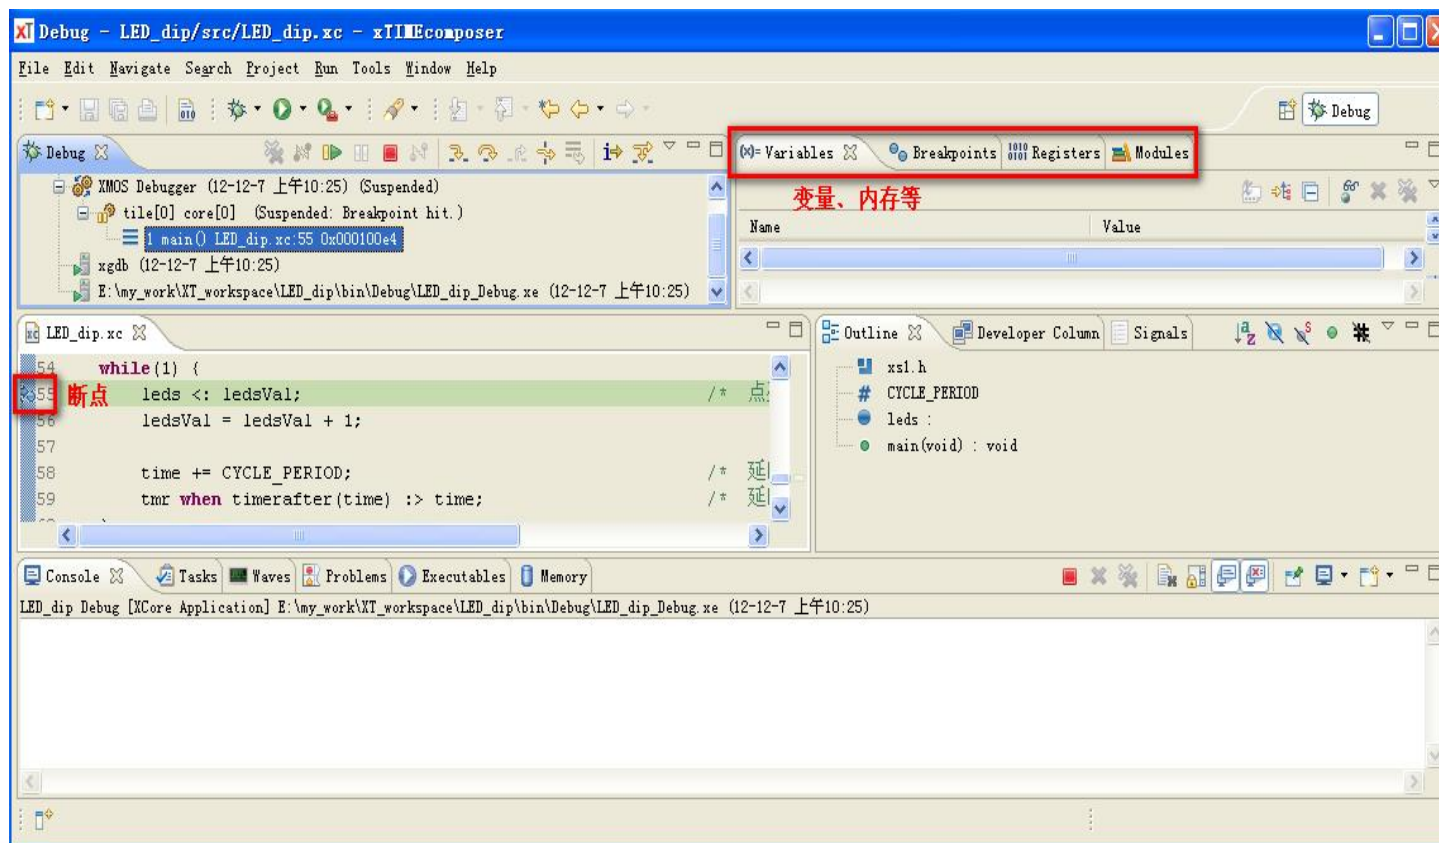 Debug - LED_dip/src/LED_dip.xc - xTIMEcomposer
File Edit Navigate Search Project Run Tools Window Help
Debug
Debug
(x)= Variables Breakpoints Registers Modules
XMOS Debugger (12-12-7 上午10:25) (Suspended)
变量、内存等
tile[0] core[0] (Suspended: Breakpoint hit.)
Name Value
1 main() LED_dip.xc:55 0x000100e4
xgdb (12-12-7 上午10:25)
E:\my_work\XT_workspace\LED_dip\bin\Debug\LED_dip_Debug.xe (12-12-7 上午10:25)
LED_dip.xc
Outline Developer Column Signals
54 while(1) {
55 断点 leds <: ledsVal; /* 点
56 ledsVal = ledsVal + 1;
57
58 time += CYCLE_PERIOD; /* 延
59 tmr when timerafter(time) :> time; /* 延
xs1.h
CYCLE_PERIOD
leds :
main(void) : void
Console Tasks Waves Problems Executables Memory
LED_dip Debug [XCore Application] E:\my_work\XT_workspace\LED_dip\bin\Debug\LED_dip_Debug.xe (12-12-7 上午10:25)